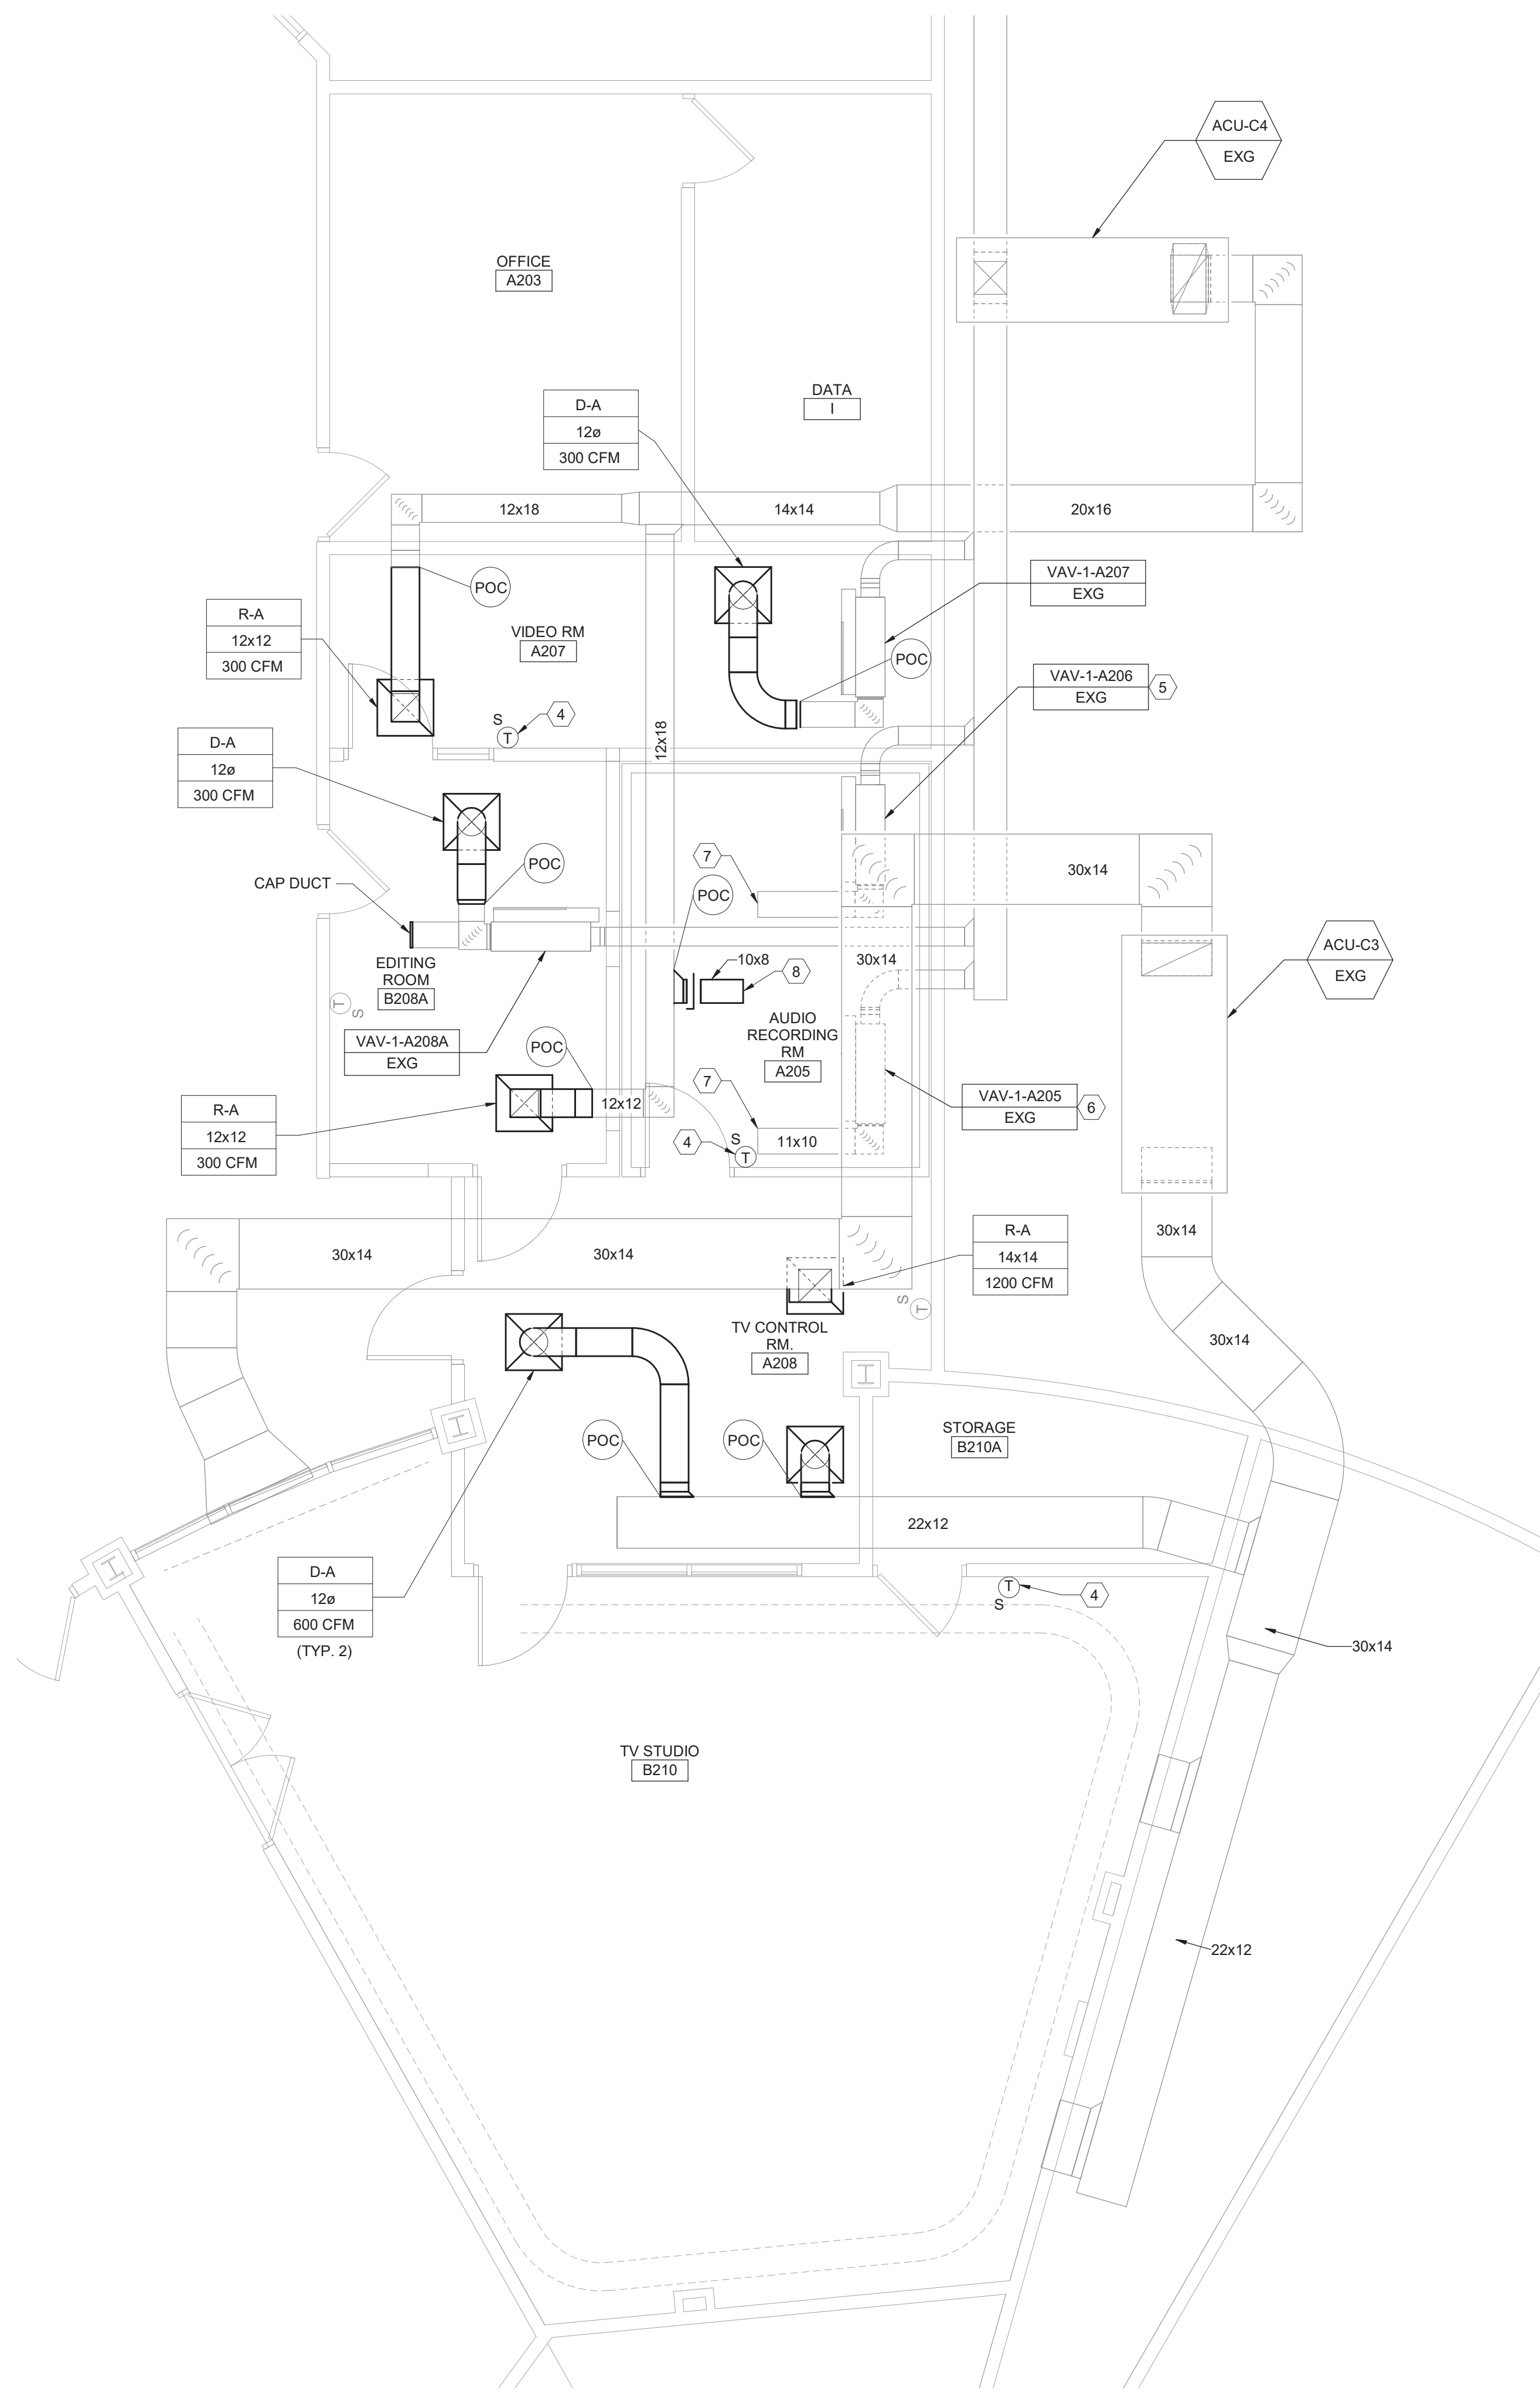 ACU-C4
EXG
OFFICE
A203
DATA
I
D-A
12ø
300 CFM
12x18
14x14
20x16
POC
VAV-1-A207
EXG
R-A
12x12
300 CFM
VIDEO RM
A207
POC
VAV-1-A206
EXG
5
S
T
4
12x18
D-A
12ø
300 CFM
7
POC
POC
30x14
CAP DUCT
ACU-C3
EXG
EDITING
ROOM
B208A
10x8
8
30x14
T
S
AUDIO
RECORDING
RM
A205
VAV-1-A208A
EXG
POC
7
VAV-1-A205
EXG
6
R-A
12x12
300 CFM
12x12
4
S
T
11x10
30x14
30x14
30x14
R-A
14x14
1200 CFM
S
T
TV CONTROL
RM.
A208
30x14
POC
POC
STORAGE
B210A
22x12
D-A
12ø
600 CFM
(TYP. 2)
T
S
4
30x14
TV STUDIO
B210
22x12